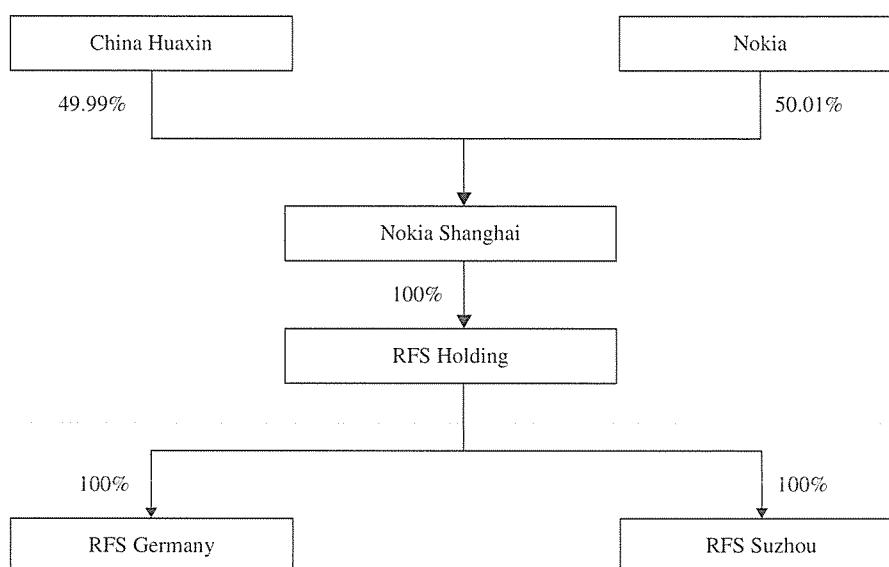 China Huaxin
Nokia
49.99%
50.01%
Nokia Shanghai
100%
RFS Holding
100%
100%
RFS Germany
RFS Suzhou